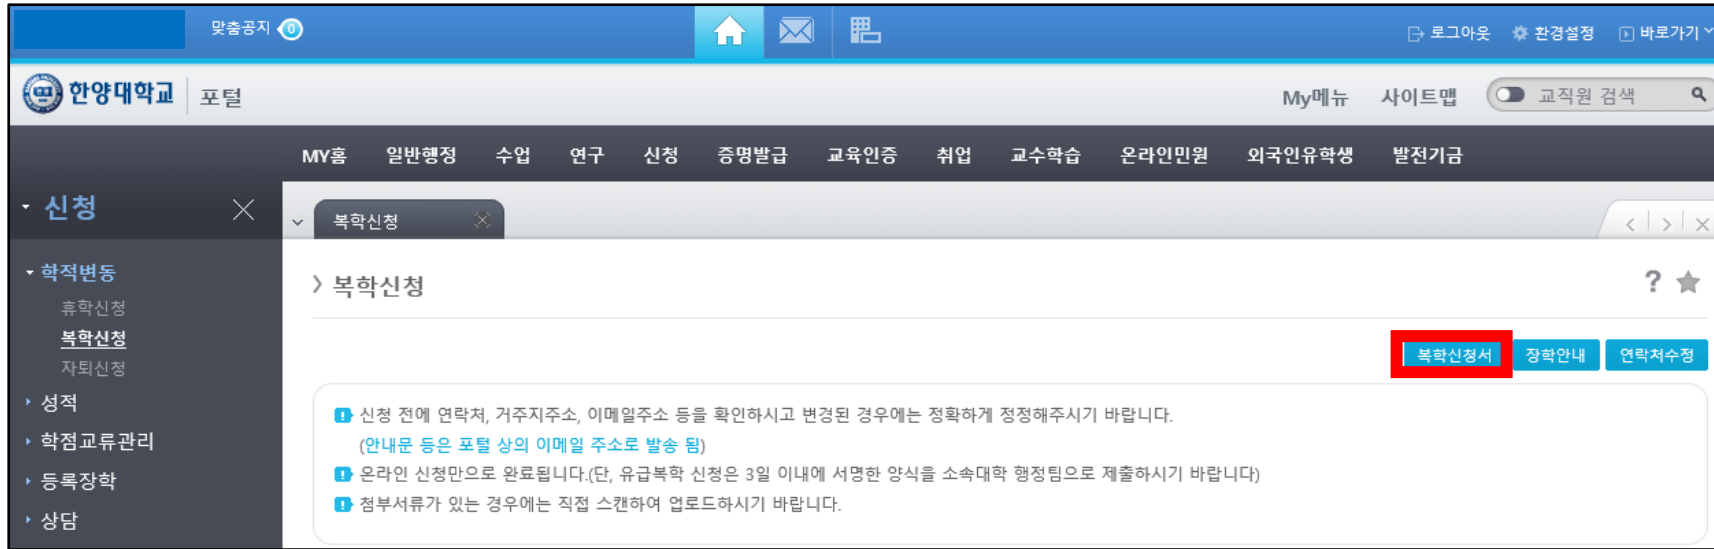 맞춤공지 0
로그아웃 환경설정 바로가기
한양대학교 포털
My메뉴 사이트맵 교직원 검색
MY홈 일반행정 수업 연구 신청 증명발급 교육인증 취업 교수학습 온라인민원 외국인유학생 발전기금
신청
복학신청
학적변동
휴학신청
복학신청
자퇴신청
성적
학점교류관리
등록장학
상담
복학신청
복학신청서 장학안내 연락처수정
신청 전에 연락처, 거주지주소, 이메일주소 등을 확인하시고 변경된 경우에는 정확하게 정정해주시기 바랍니다.
(안내문 등은 포털 상의 이메일 주소로 발송 됨)
온라인 신청만으로 완료됩니다.(단, 유급복학 신청은 3일 이내에 서명한 양식을 소속대학 행정팀으로 제출하시기 바랍니다)
첨부서류가 있는 경우에는 직접 스캔하여 업로드하시기 바랍니다.